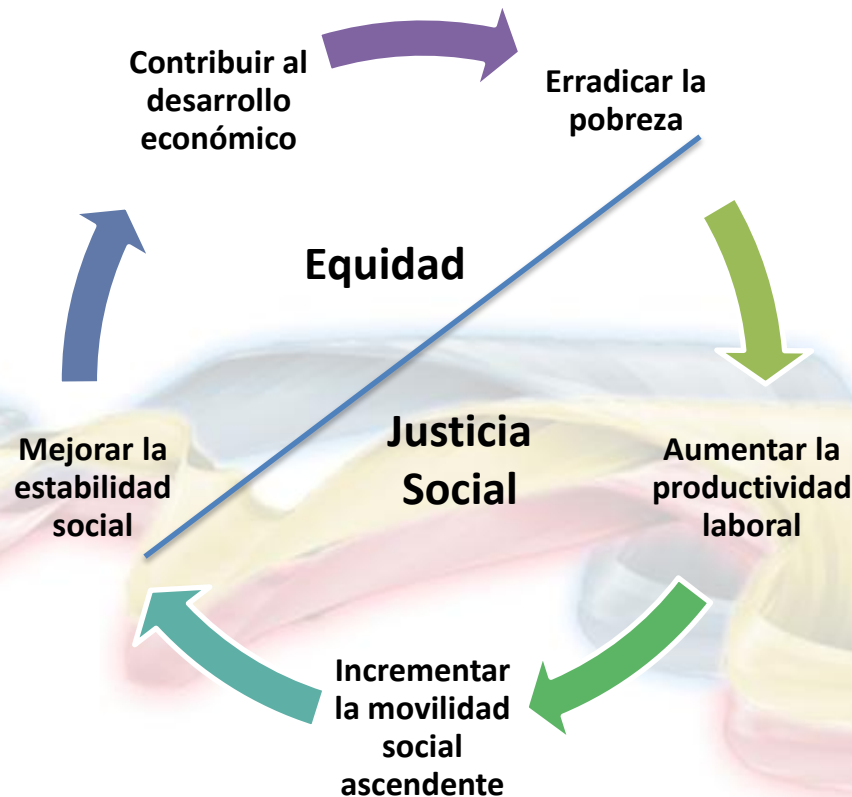 Contribuir al
desarrollo
económico
Erradicar la
pobreza
Equidad
Justicia
Social
Mejorar la
estabilidad
social
Aumentar la
productividad
laboral
Incrementar
la movilidad
social
ascendente